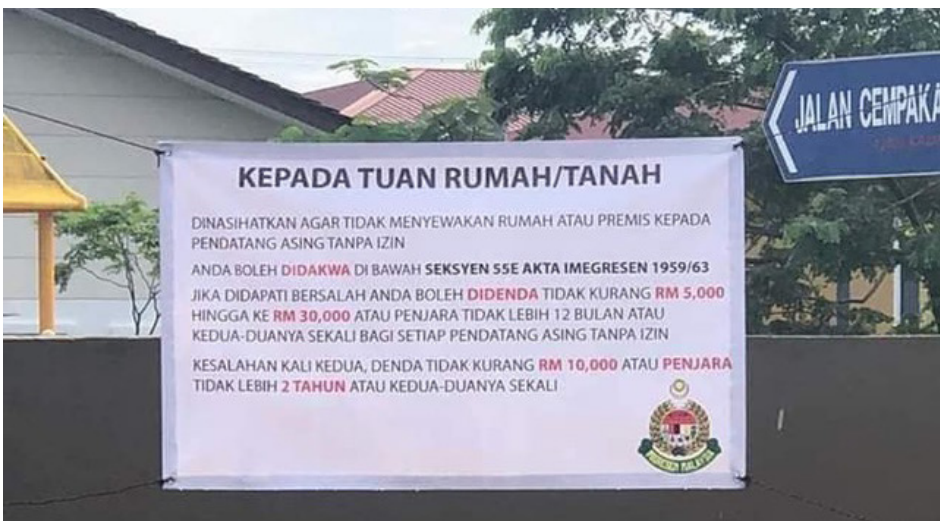 KEPADA TUAN RUMAH/TANAH
DINASIHATKAN AGAR TIDAK MENYEWAKAN RUMAH ATAU PREMIS KEPADA
PENDATANG ASING TANPA IZIN
ANDA BOLEH DIDAKWA DI BAWAH SEKSYEN 55E AKTA IMEGRESEN 1959/63
JIKA DIDAPATI BERSALAH ANDA BOLEH DIDENDA TIDAK KURANG RM 5,000
HINGGA KE RM 30,000 ATAU PENJARA TIDAK LEBIH 12 BULAN ATAU
KEDUA-DUANYA SEKALI BAGI SETIAP PENDATANG ASING TANPA IZIN
KESALAHAN KALI KEDUA, DENDA TIDAK KURANG RM 10,000 ATAU PENJARA
TIDAK LEBIH 2 TAHUN ATAU KEDUA-DUANYA SEKALI
MALAYSIA
JALAN CEMPAKA